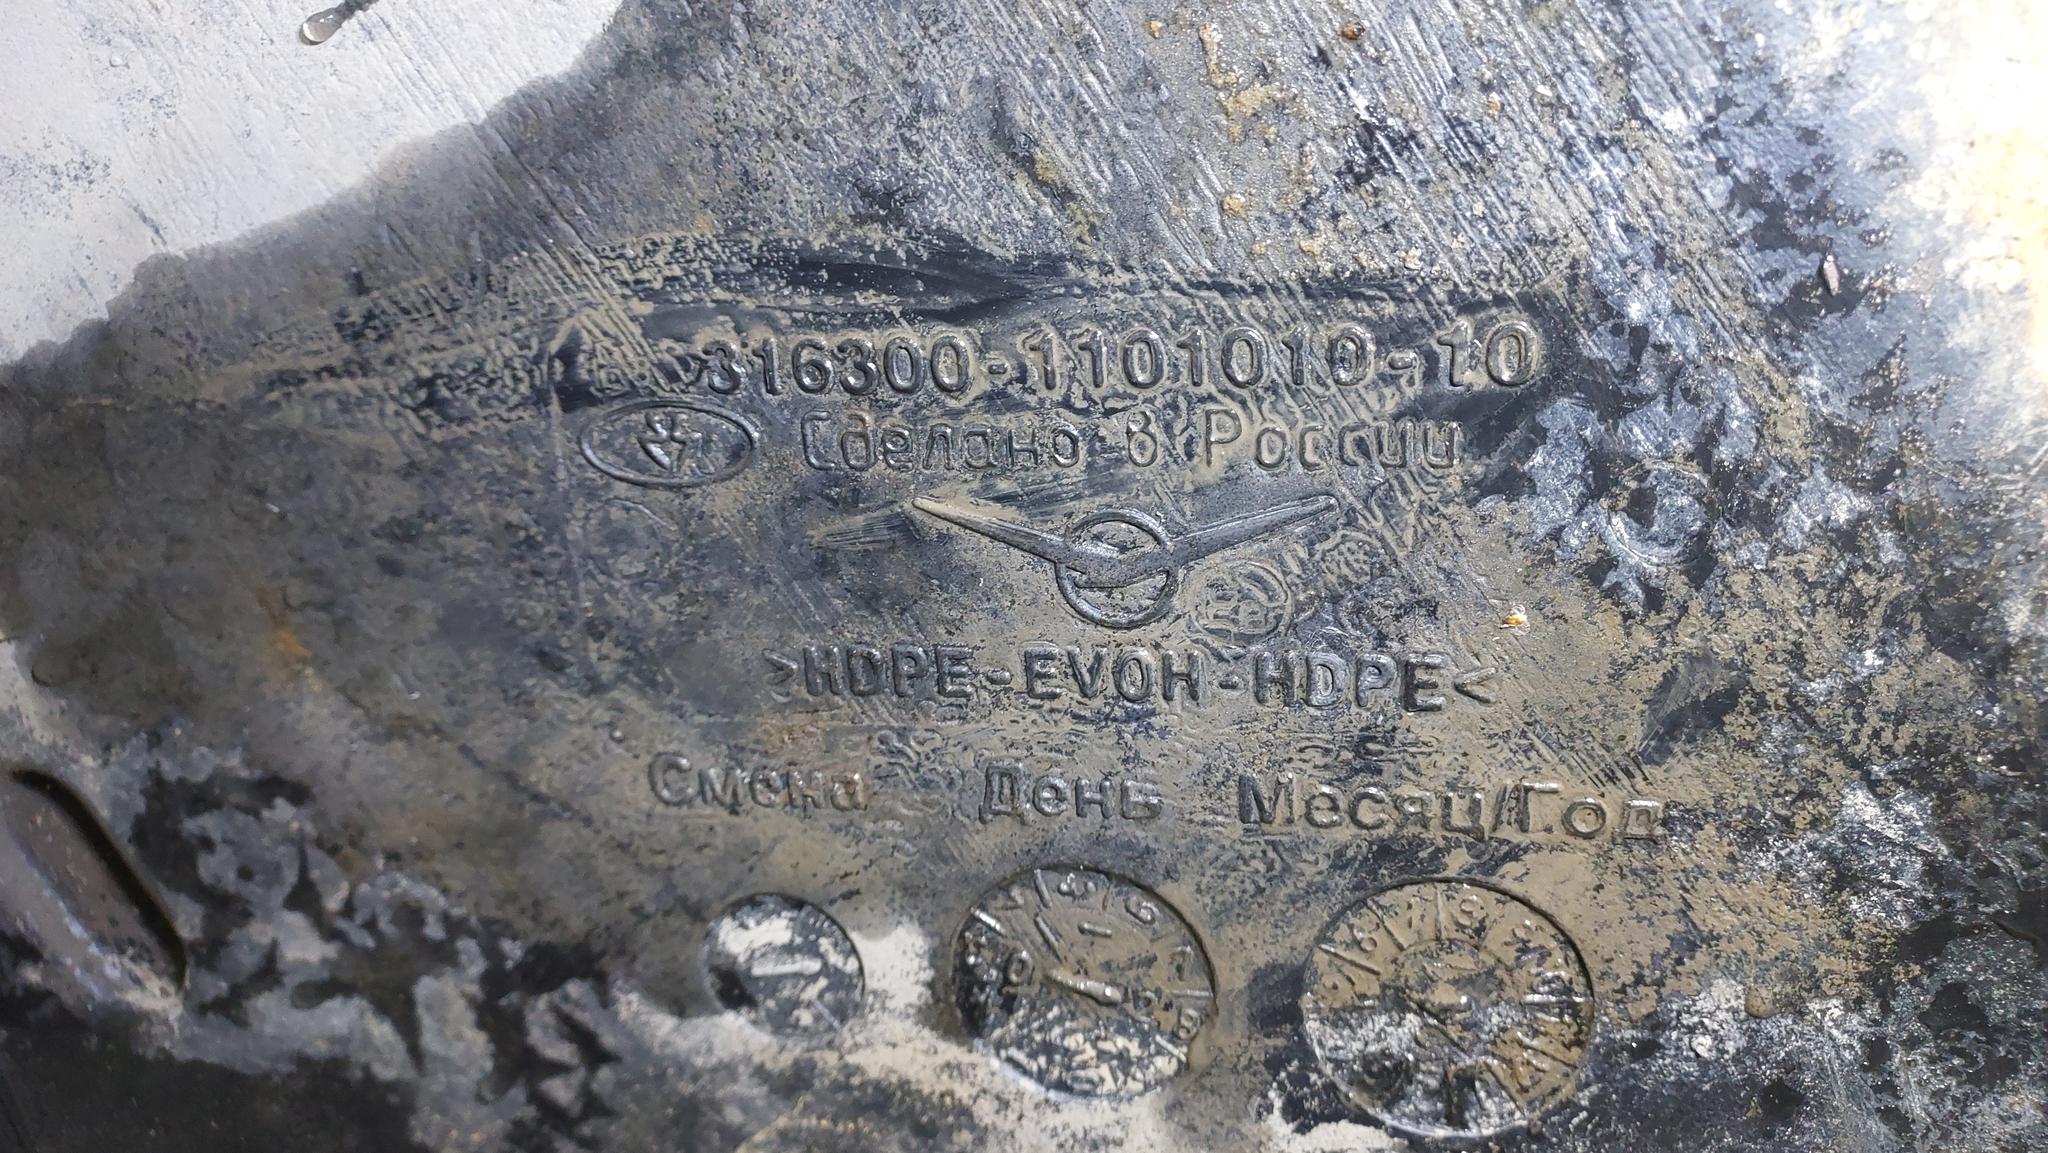 316300-1101010-10
Сделано в России
>HDPE-EVOH-HDPE<
Смена День Месяц/Год